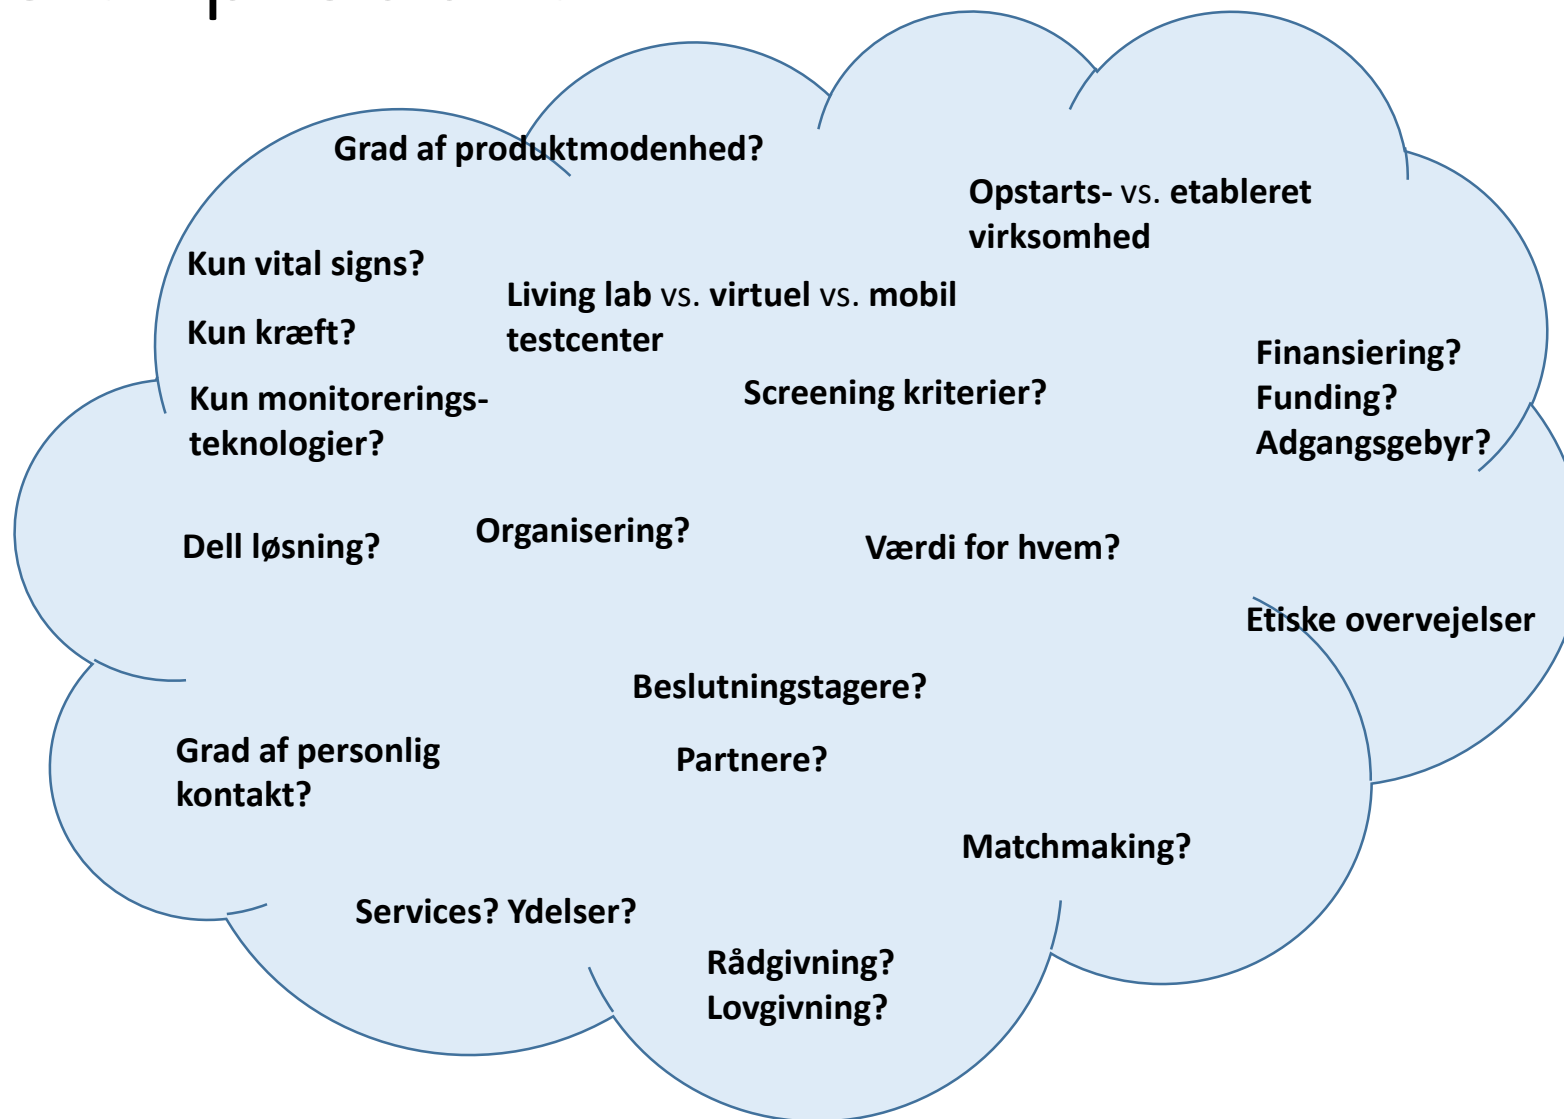 Grad af produktmodenhed?
Opstarts- vs. etableret
virksomhed
Kun vital signs?
Living lab vs. virtuel vs. mobil
testcenter
Kun kræft?
Finansiering?
Funding?
Adgangsgebyr?
Kun monitorerings-
teknologier?
Screening kriterier?
Dell løsning?
Organisering?
Værdi for hvem?
Etiske overvejelser
Beslutningstagere?
Grad af personlig
kontakt?
Partnere?
Matchmaking?
Services? Ydelser?
Rådgivning?
Lovgivning?